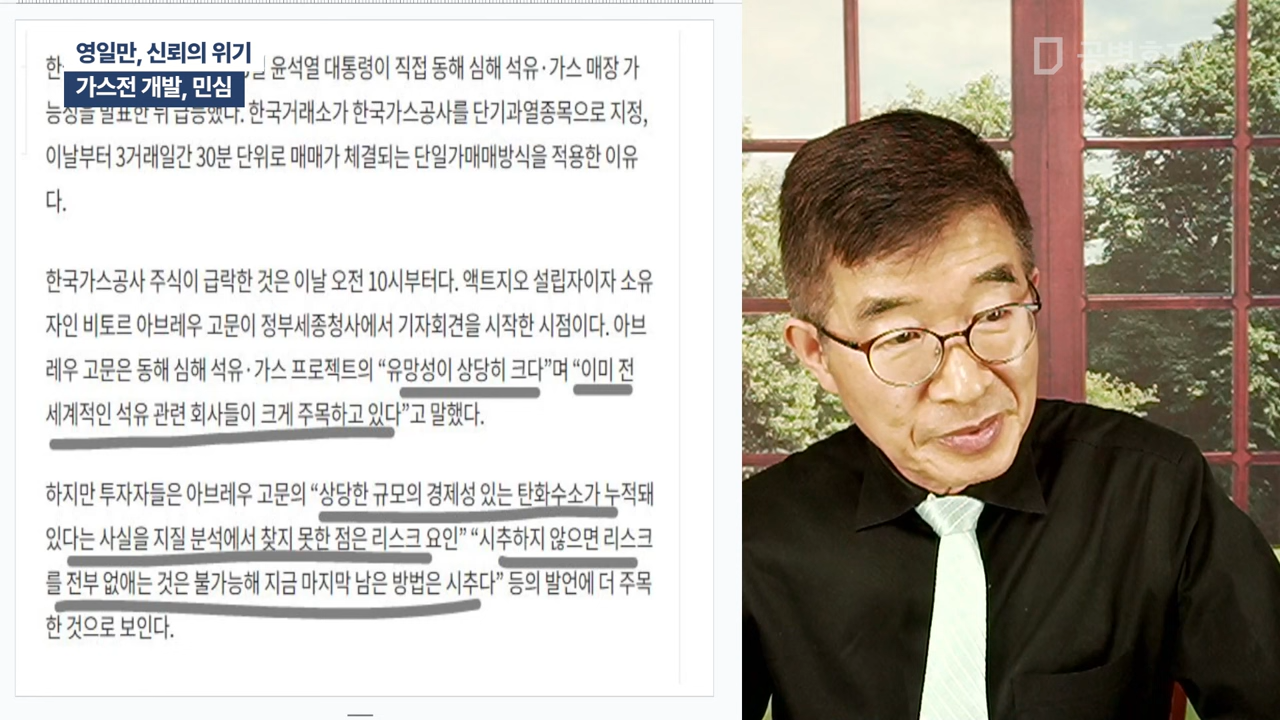 영일만, 신뢰의 위기
가스전 개발, 민심
한 윤석열 대통령이 직접 동해 심해 석유·가스 매장 가
능성을 발표한 뒤 급등했다. 한국거래소가 한국가스공사를 단기과열종목으로 지정,
이날부터 3거래일간 30분 단위로 매매가 체결되는 단일가매매방식을 적용한 이유
다.
한국가스공사 주식이 급락한 것은 이날 오전 10시부터다. 액트지오 설립자이자 소유
자인 비토르 아브레우 고문이 정부세종청사에서 기자회견을 시작한 시점이다. 아브
레우 고문은 동해 심해 석유·가스 프로젝트의 “유망성이 상당히 크다”며 “이미 전
세계적인 석유 관련 회사들이 크게 주목하고 있다”고 말했다.
하지만 투자자들은 아브레우 고문의 “상당한 규모의 경제성 있는 탄화수소가 누적돼
있다는 사실을 지질 분석에서 찾지 못한 점은 리스크 요인” “시추하지 않으면 리스크
를 전부 없애는 것은 불가능해 지금 마지막 남은 방법은 시추다” 등의 발언에 더 주목
한 것으로 보인다.